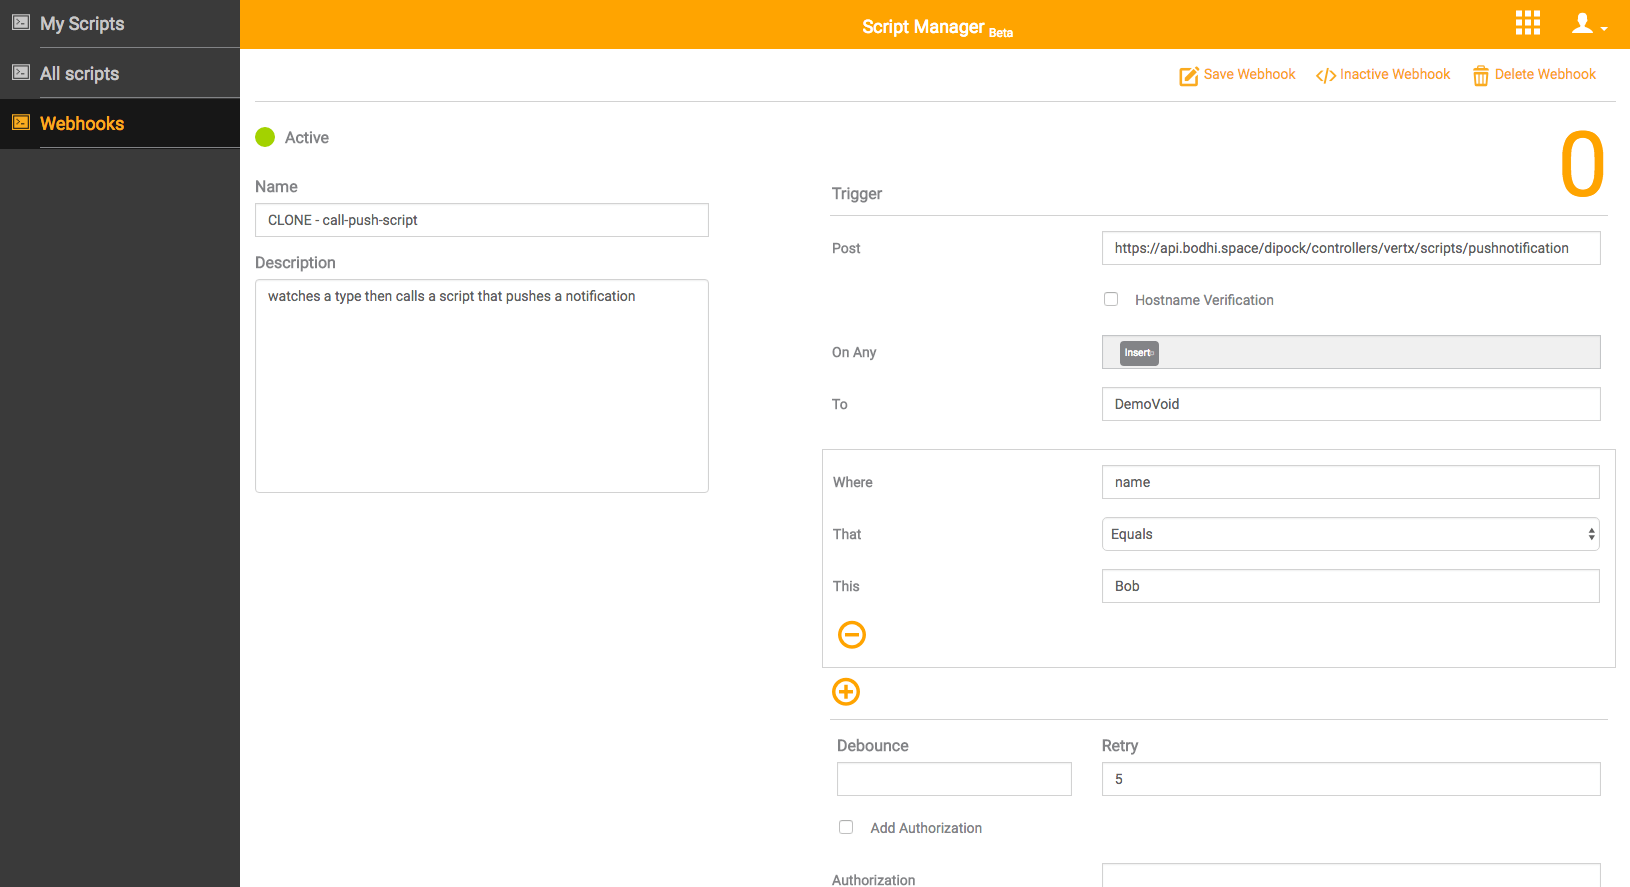 My Scripts
All scripts
Webhooks
Script Manager Beta
Save Webhook
Inactive Webhook
Delete Webhook
Active
0
Name
CLONE - call-push-script
Description
watches a type then calls a script that pushes a notification
Trigger
Post
https://api.bodhi.space/dipock/controllers/vertx/scripts/pushnotification
Hostname Verification
On Any
Insert
To
DemoVoid
Where
name
That
Equals
This
Bob
Debounce
Retry
5
Add Authorization
Authorization